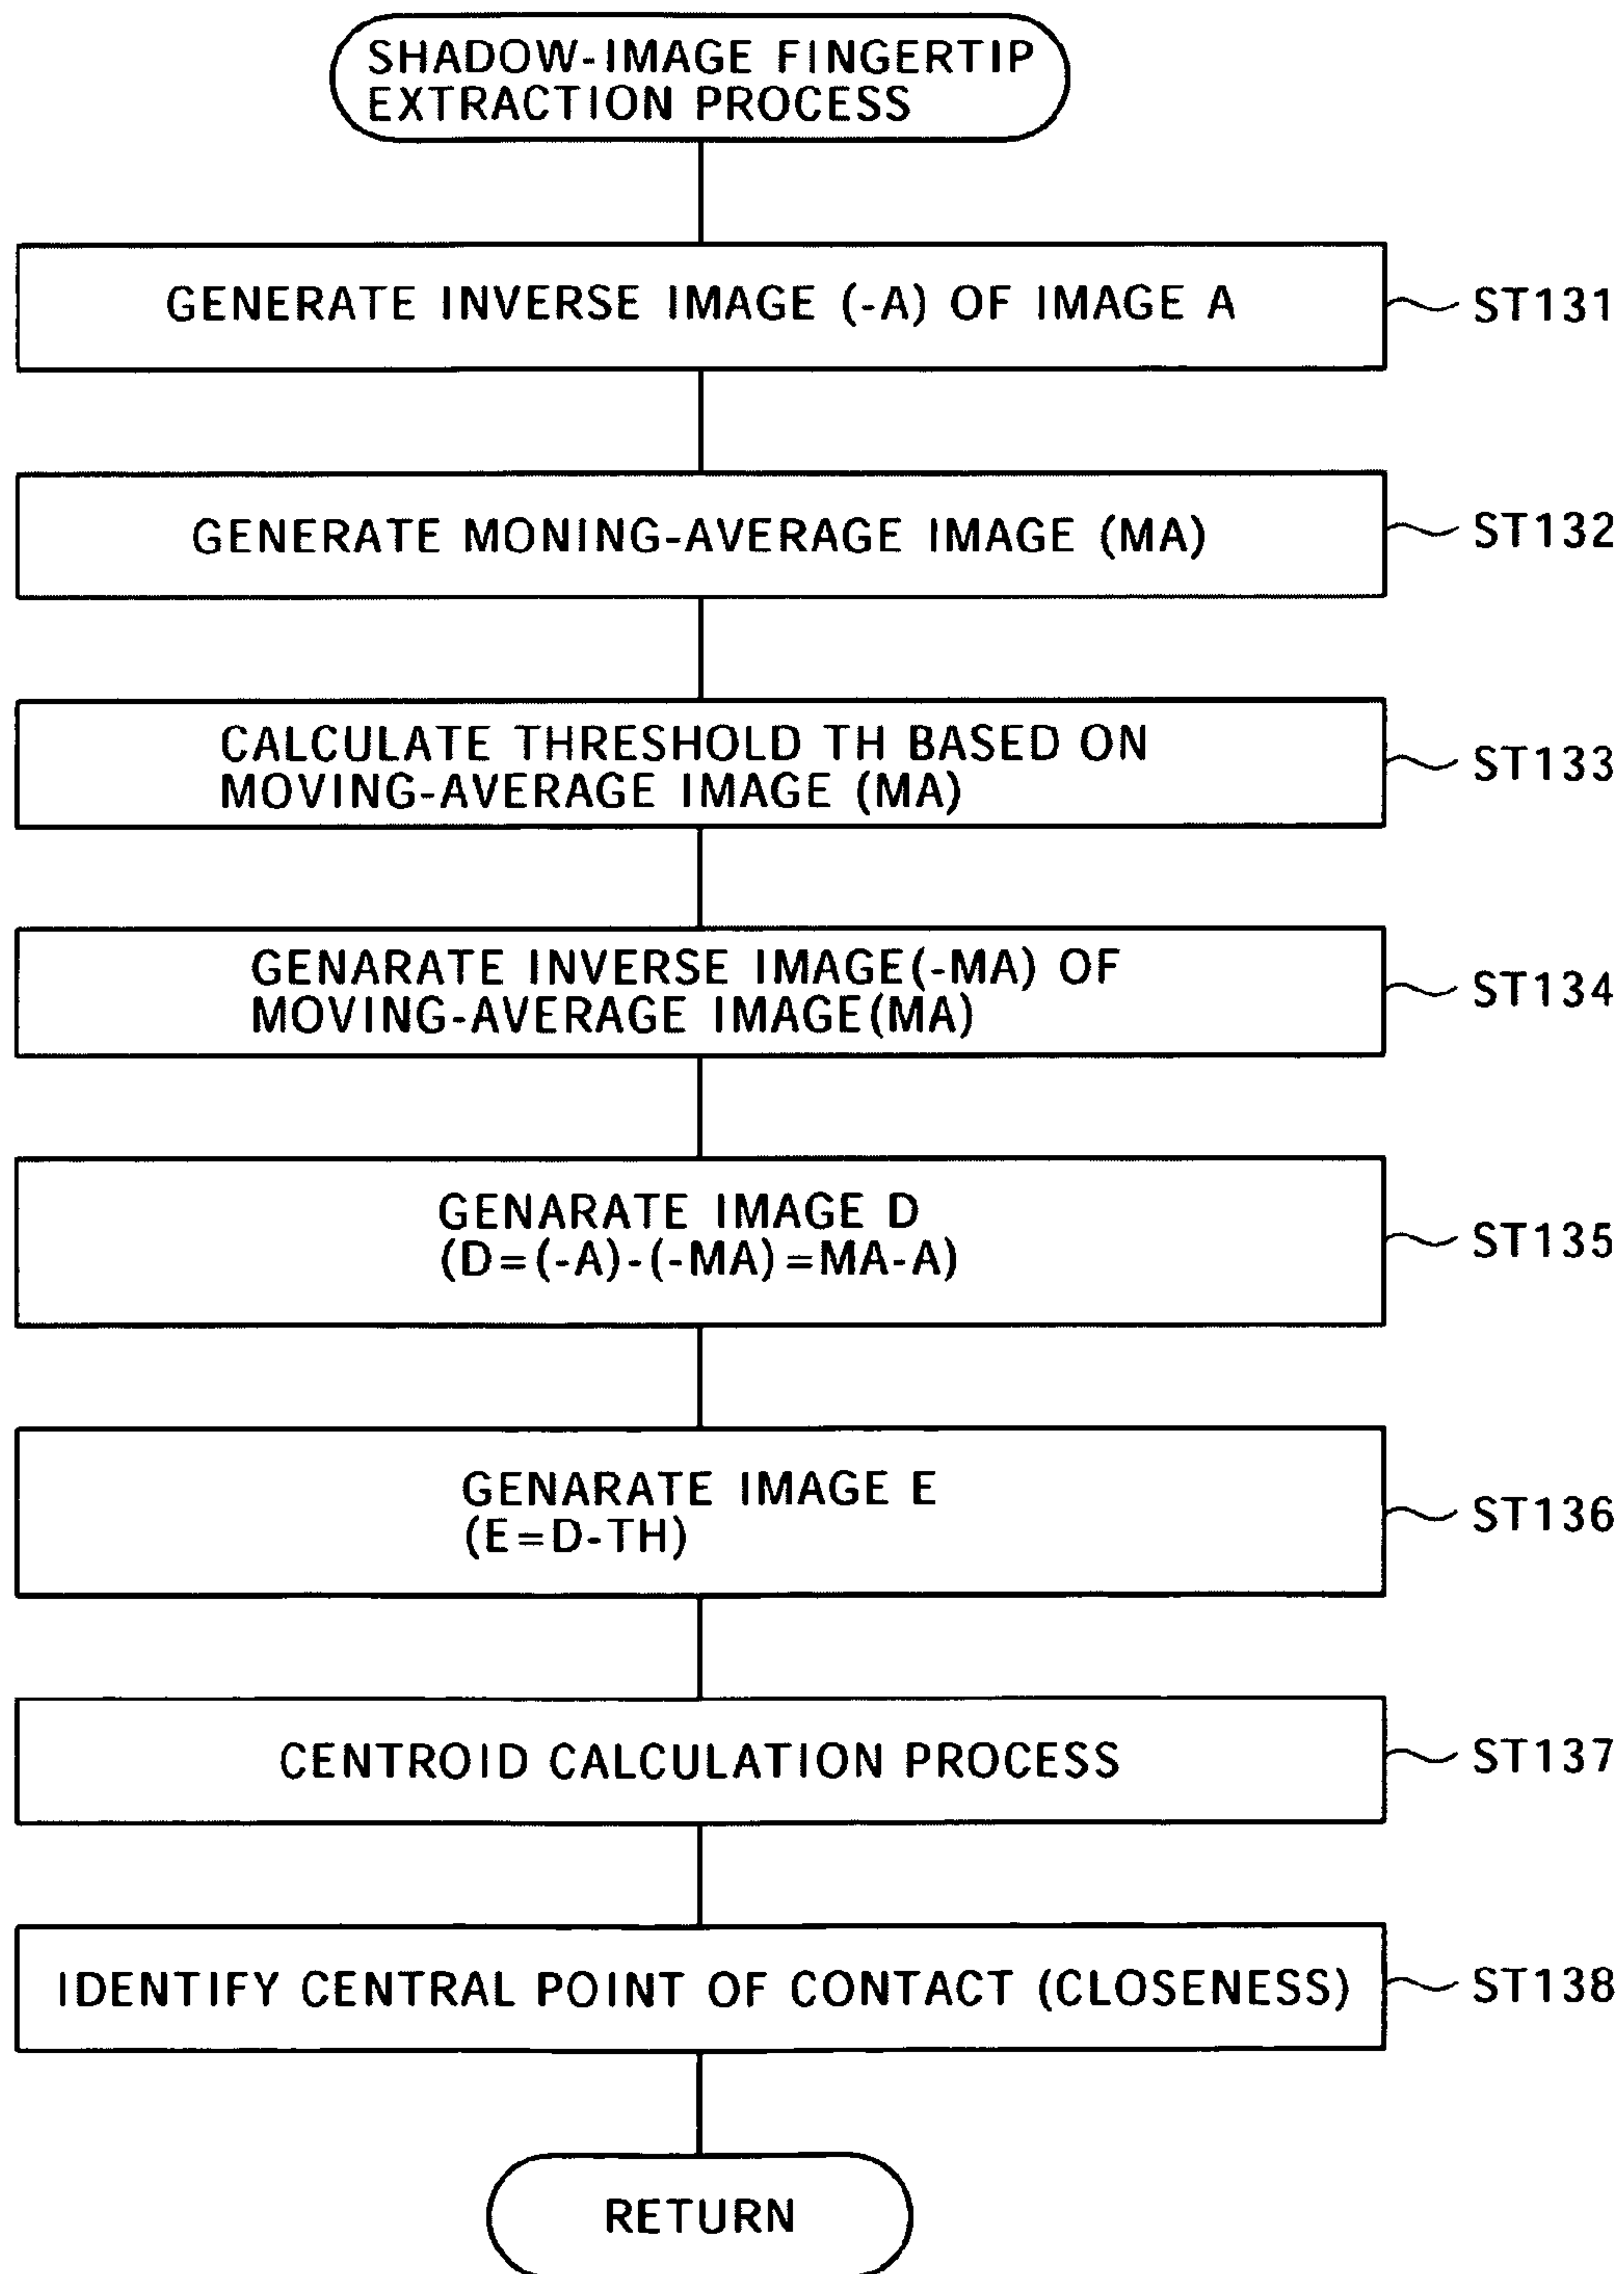 SHADOW-IMAGE FINGERTIP
EXTRACTION PROCESS
GENERATE INVERSE IMAGE (-A) OF IMAGE A
ST131
GENERATE MONING-AVERAGE IMAGE (MA)
ST132
CALCULATE THRESHOLD TH BASED ON
MOVING-AVERAGE IMAGE (MA)
ST133
GENARATE INVERSE IMAGE(-MA) OF
MOVING-AVERAGE IMAGE(MA)
ST134
GENARATE IMAGE D
(D=(-A)-(-MA)=MA-A)
ST135
GENARATE IMAGE E
(E=D-TH)
ST136
CENTROID CALCULATION PROCESS
ST137
IDENTIFY CENTRAL POINT OF CONTACT (CLOSENESS)
ST138
RETURN